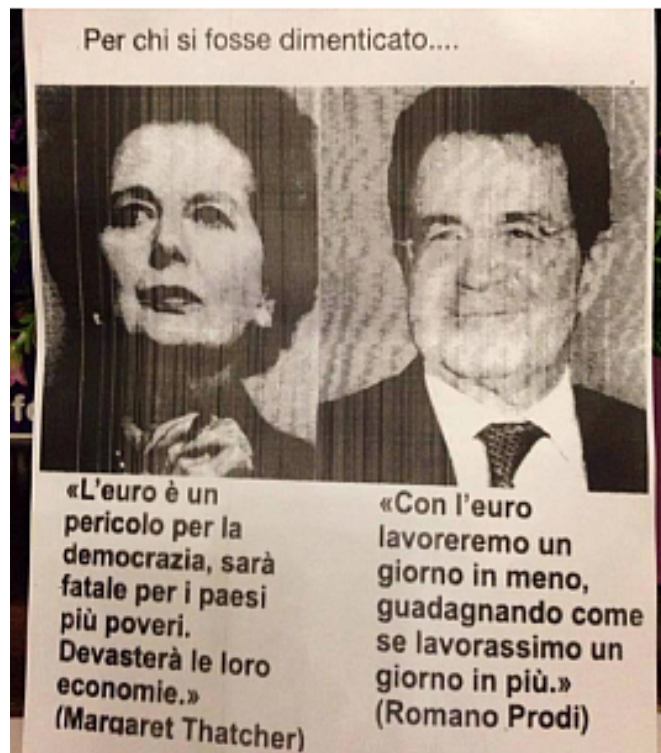 Per chi si fosse dimenticato....
«L'euro è un
pericolo per la
democrazia, sarà
fatale per i paesi
più poveri.
Devasterà le loro
economie.»
(Margaret Thatcher)
«Con l'euro
lavoreremo un
giorno in meno,
guadagnando come
se lavorassimo un
giorno in più.»
(Romano Prodi)